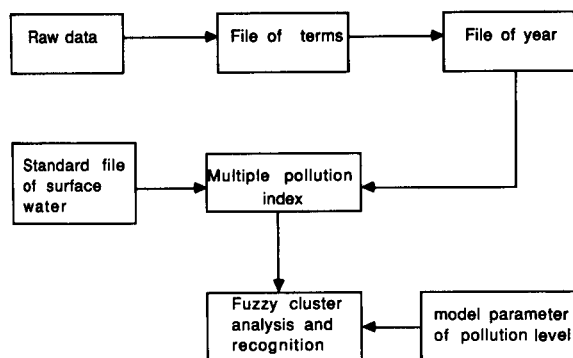 Raw data
File of terms
File of year
Standard file
of surface
water
Multiple pollution
index
Fuzzy cluster
analysis and
recognition
model parameter
of pollution level